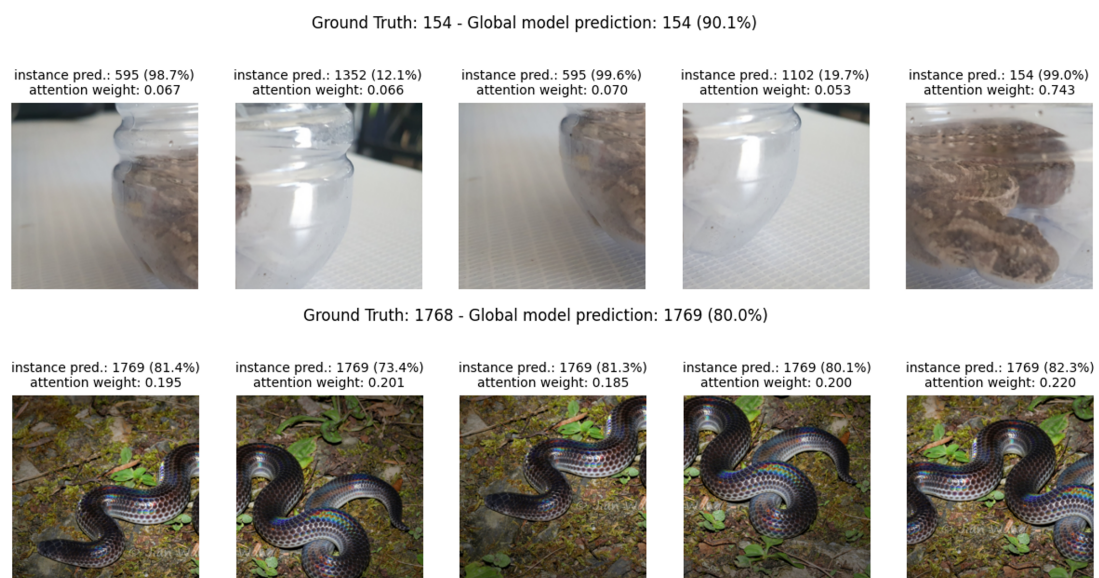 Ground Truth: 154 - Global model prediction: 154 (90.1%)
instance pred.: 595 (98.7%)
attention weight: 0.067
instance pred.: 1352 (12.1%)
attention weight: 0.066
instance pred.: 595 (99.6%)
attention weight: 0.070
instance pred.: 1102 (19.7%)
attention weight: 0.053
instance pred.: 154 (99.0%)
attention weight: 0.743
Ground Truth: 1768 - Global model prediction: 1769 (80.0%)
instance pred.: 1769 (81.4%)
attention weight: 0.195
instance pred.: 1769 (73.4%)
attention weight: 0.201
instance pred.: 1769 (81.3%)
attention weight: 0.185
instance pred.: 1769 (80.1%)
attention weight: 0.200
instance pred.: 1769 (82.3%)
attention weight: 0.220